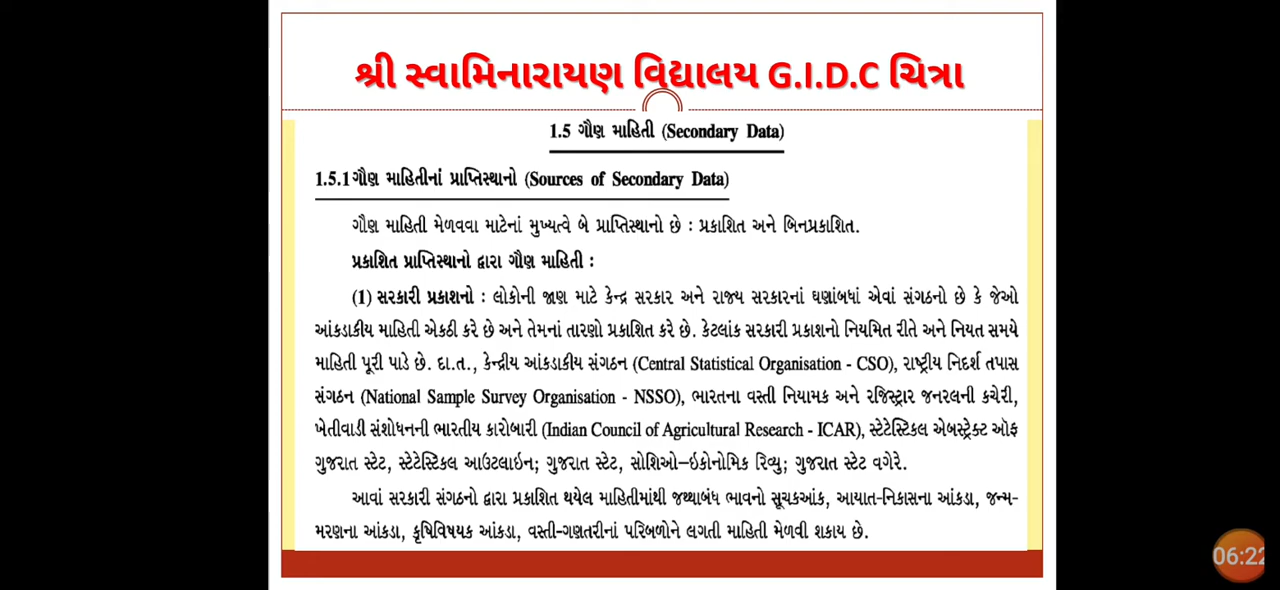 શ્રી સ્વામિનારાયણ વિદ્યાલય G.I.D.C ચિત્રા
1.5 ગૌણ માહિતી (Secondary Data)
1.5.1 ગૌણ માહિતીનાં પ્રાપ્તિસ્થાનો (Sources of Secondary Data)
ગૌણ માહિતી મેળવવા માટેનાં મુખ્યત્વે બે પ્રાપ્તિસ્થાનો છે : પ્રકાશિત અને બિનપ્રકાશિત.
પ્રકાશિત પ્રાપ્તિસ્થાનો દ્વારા ગૌણ માહિતી :
(1) સરકારી પ્રકાશનો : લોકોની જાણ માટે કેન્દ્ર સરકાર અને રાજ્ય સરકારનાં ઘણાંબધાં એવાં સંગઠનો છે કે જેઓ
આંકડાકીય માહિતી એકઠી કરે છે અને તેમનાં તારણો પ્રકાશિત કરે છે. કેટલાંક સરકારી પ્રકાશનો નિયમિત રીતે અને નિયત સમયે
માહિતી પૂરી પાડે છે. દા.ત., કેન્દ્રીય આંકડાકીય સંગઠન (Central Statistical Organisation - CSO), રાષ્ટ્રીય નિદર્શ તપાસ
સંગઠન (National Sample Survey Organisation - NSSO), ભારતના વસ્તી નિયામક અને રજિસ્ટ્રાર જનરલની કચેરી,
ખેતીવાડી સંશોધનની ભારતીય કારોબારી (Indian Council of Agricultural Research - ICAR), સ્ટેટેસ્ટિકલ એબસ્ટ્રેક્ટ ઑફ
ગુજરાત સ્ટેટ, સ્ટેટેસ્ટિકલ આઉટલાઇન; ગુજરાત સ્ટેટ, સોશિઓ–ઇકોનોમિક રિવ્યુ; ગુજરાત સ્ટેટ વગેરે.
આવાં સરકારી સંગઠનો દ્વારા પ્રકાશિત થયેલ માહિતીમાંથી જથ્થાબંધ ભાવનો સૂચકઆંક, આયાત-નિકાસના આંકડા, જન્મ-
મરણના આંકડા, કૃષિવિષયક આંકડા, વસ્તી-ગણતરીનાં પરિબળોને લગતી માહિતી મેળવી શકાય છે.
06:22